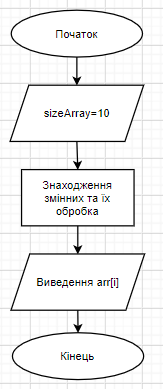 Початок
sizeArray=10
Знаходження
змінних та їх
обробка
Виведення arr[i]
Кінець